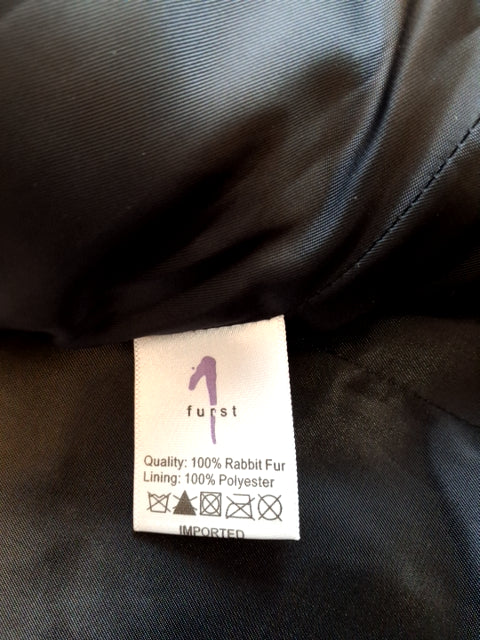 furst
Quality: 100% Rabbit Fur
Lining: 100% Polyester
IMPORTED